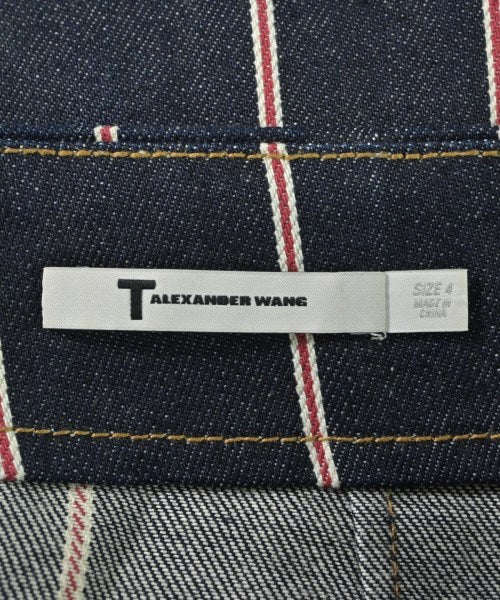 T ALEXANDER WANG
SIZE 4
MADE IN
CHINA